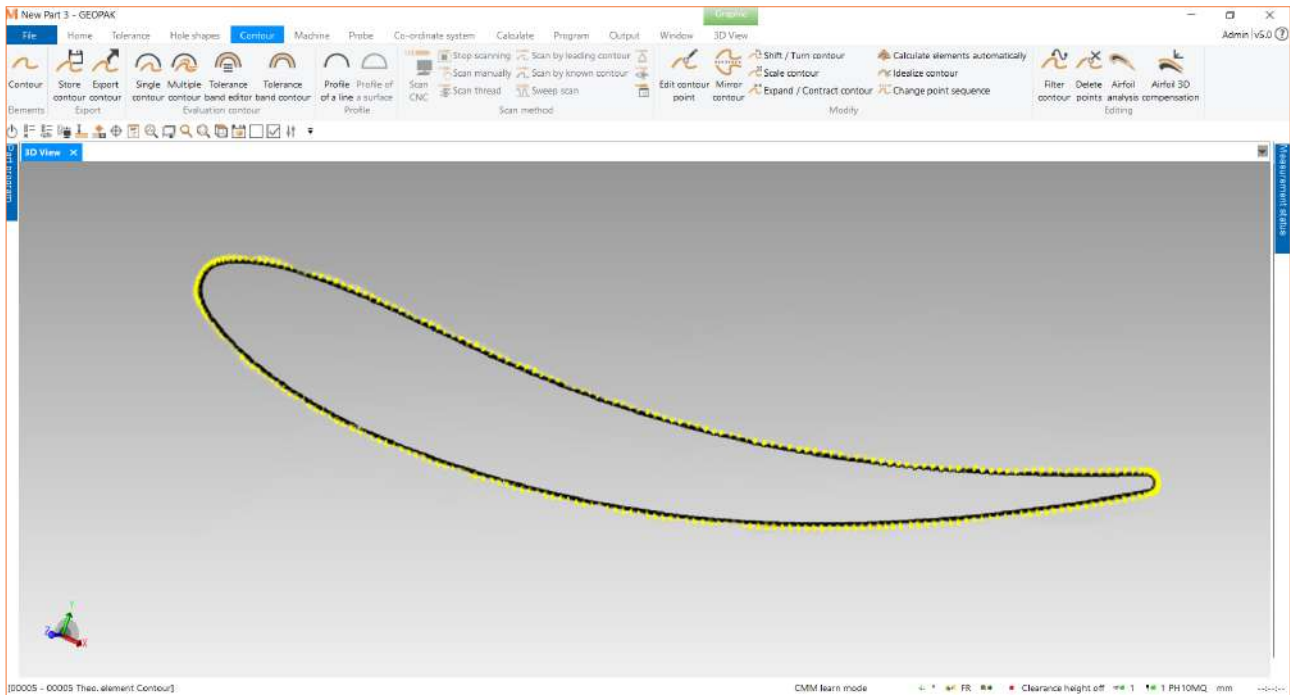 New Part 3 - GEOPAK
Graphic
File Home Tolerance Hole shapes Contour Machine Probe Co-ordinate system Calculate Program Output Window 3D View Admin v5.0
Contour
Store contour Export contour
Single contour Multiple contour Tolerance band editor Tolerance band contour
Profile of a line Profile of a surface
Scan CNC
Stop scanning Scan by leading contour
Scan manually Scan by known contour
Scan thread Sweep scan
Edit contour point Mirror contour
Shift / Turn contour Calculate elements automatically
Scale contour Idealize contour
Expand / Contract contour Change point sequence
Filter contour Delete points Airfoil analysis Airfoil 3D compensation
Elements Export Evaluation contour Profile Scan method Modify Editing
Part program
3D View
Measurement status
Y
Z
X
[00005 - 00005 Theo. element Contour] CMM learn mode FR Clearance height off 1 1 PH10MQ mm --:--:--